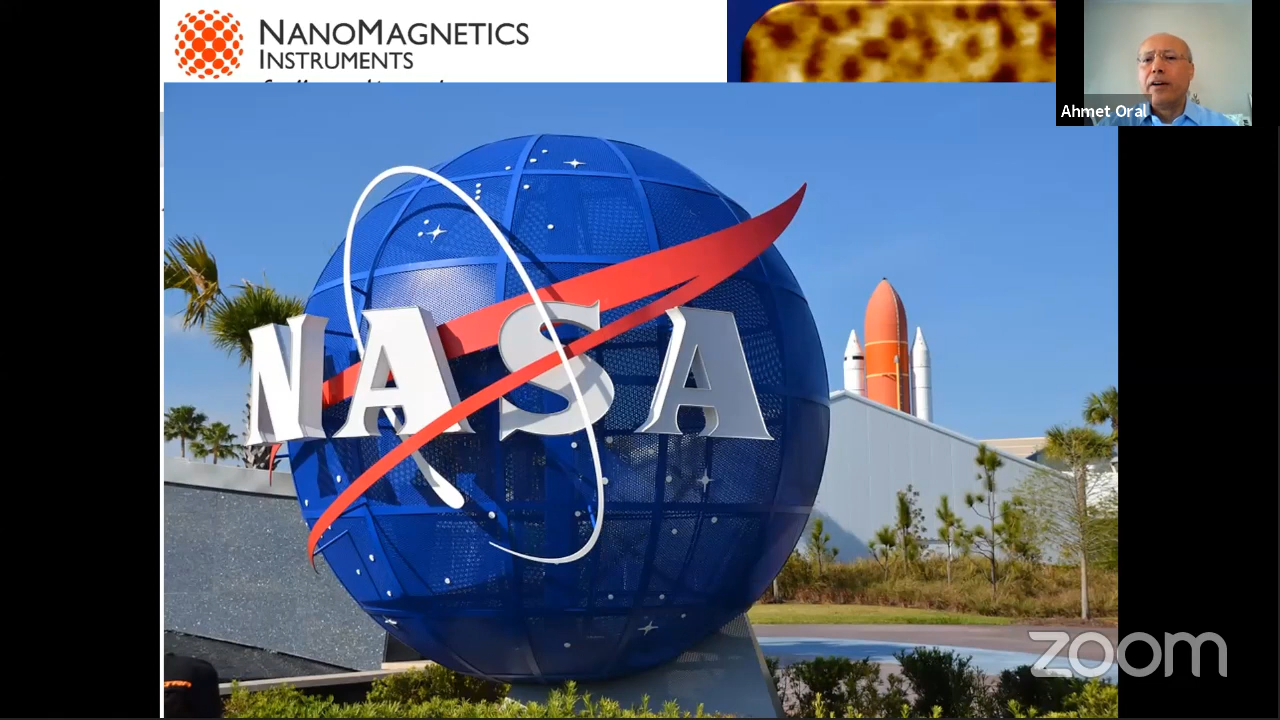 NANOMAGNETICS
INSTRUMENTS
Ahmet Oral
NASA
zoom